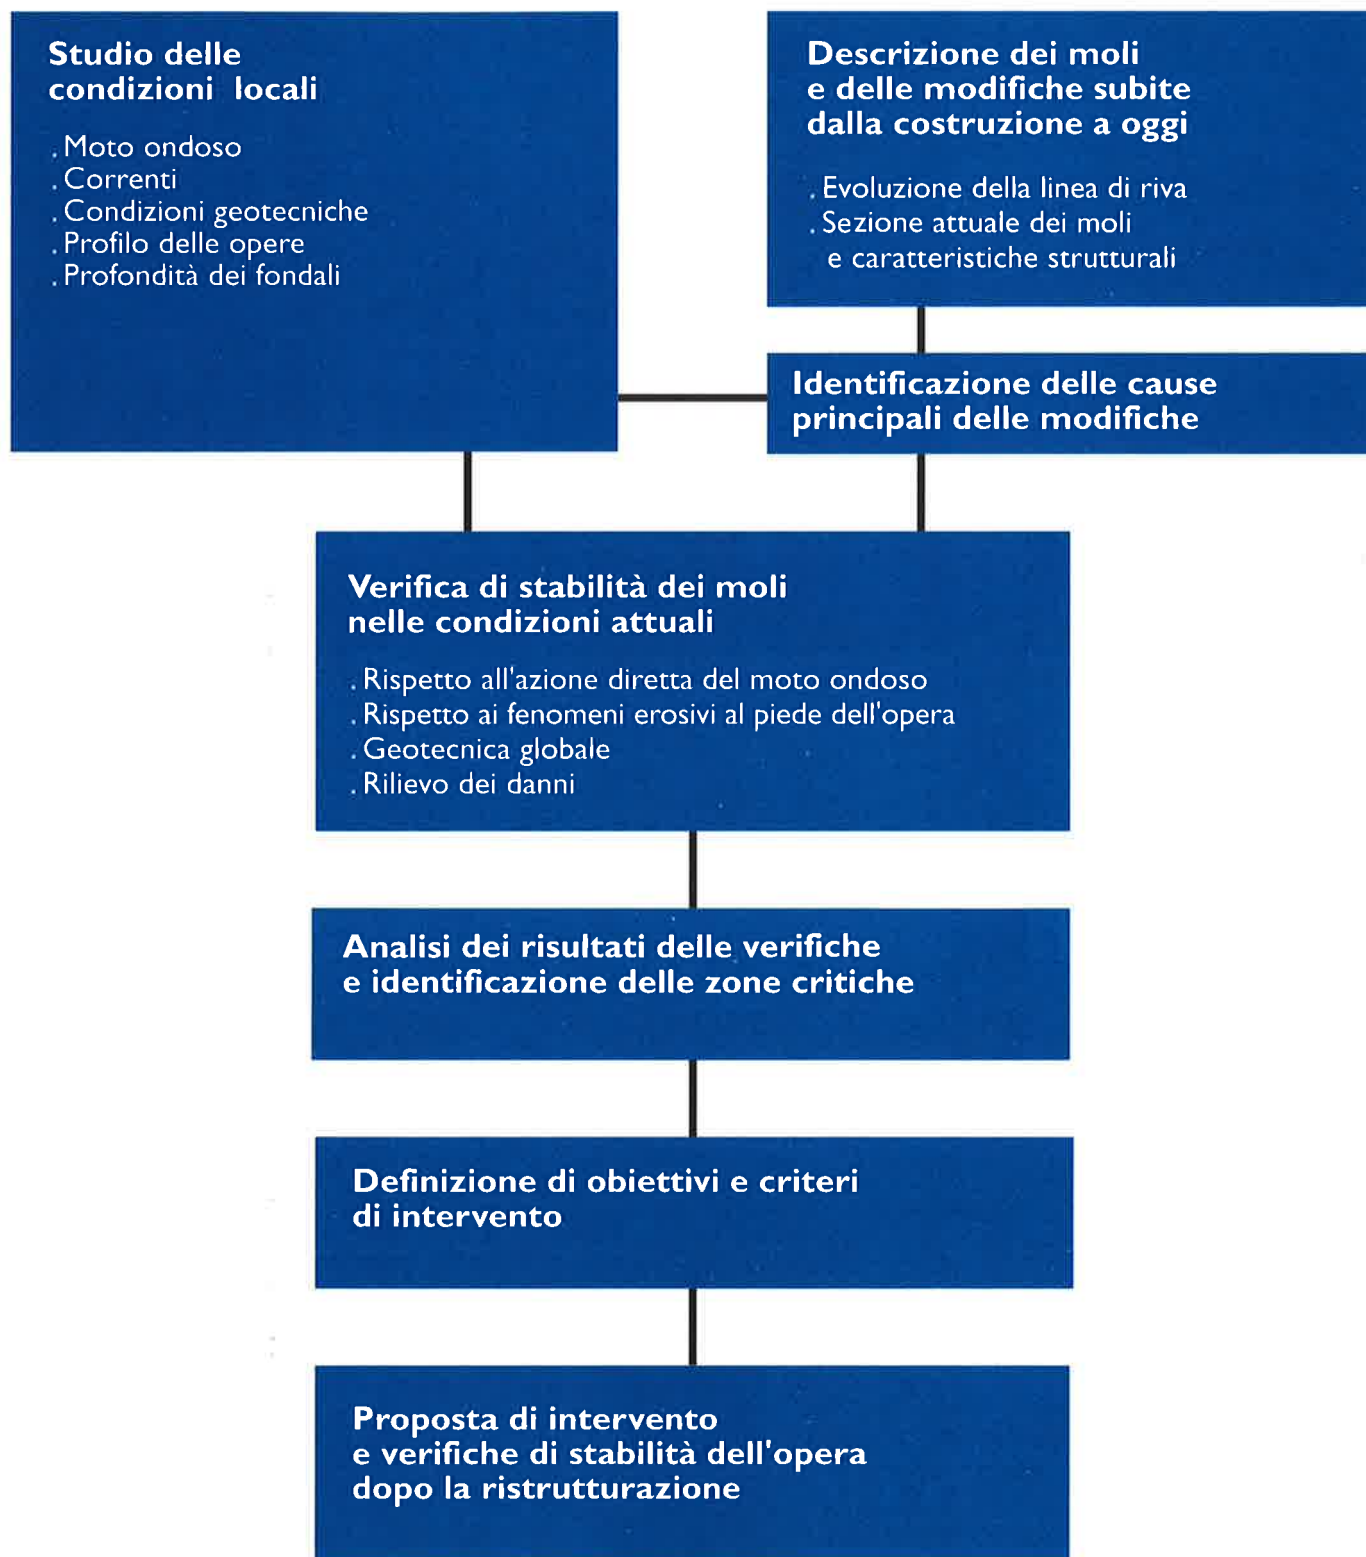 Studio delle
condizioni locali
. Moto ondoso
. Correnti
. Condizioni geotecniche
. Profilo delle opere
. Profondità dei fondali
Descrizione dei moli
e delle modifiche subite
dalla costruzione a oggi
. Evoluzione della linea di riva
. Sezione attuale dei moli
e caratteristiche strutturali
Identificazione delle cause
principali delle modifiche
Verifica di stabilità dei moli
nelle condizioni attuali
. Rispetto all'azione diretta del moto ondoso
. Rispetto ai fenomeni erosivi al piede dell'opera
. Geotecnica globale
. Rilievo dei danni
Analisi dei risultati delle verifiche
e identificazione delle zone critiche
Definizione di obiettivi e criteri
di intervento
Proposta di intervento
e verifiche di stabilità dell'opera
dopo la ristrutturazione